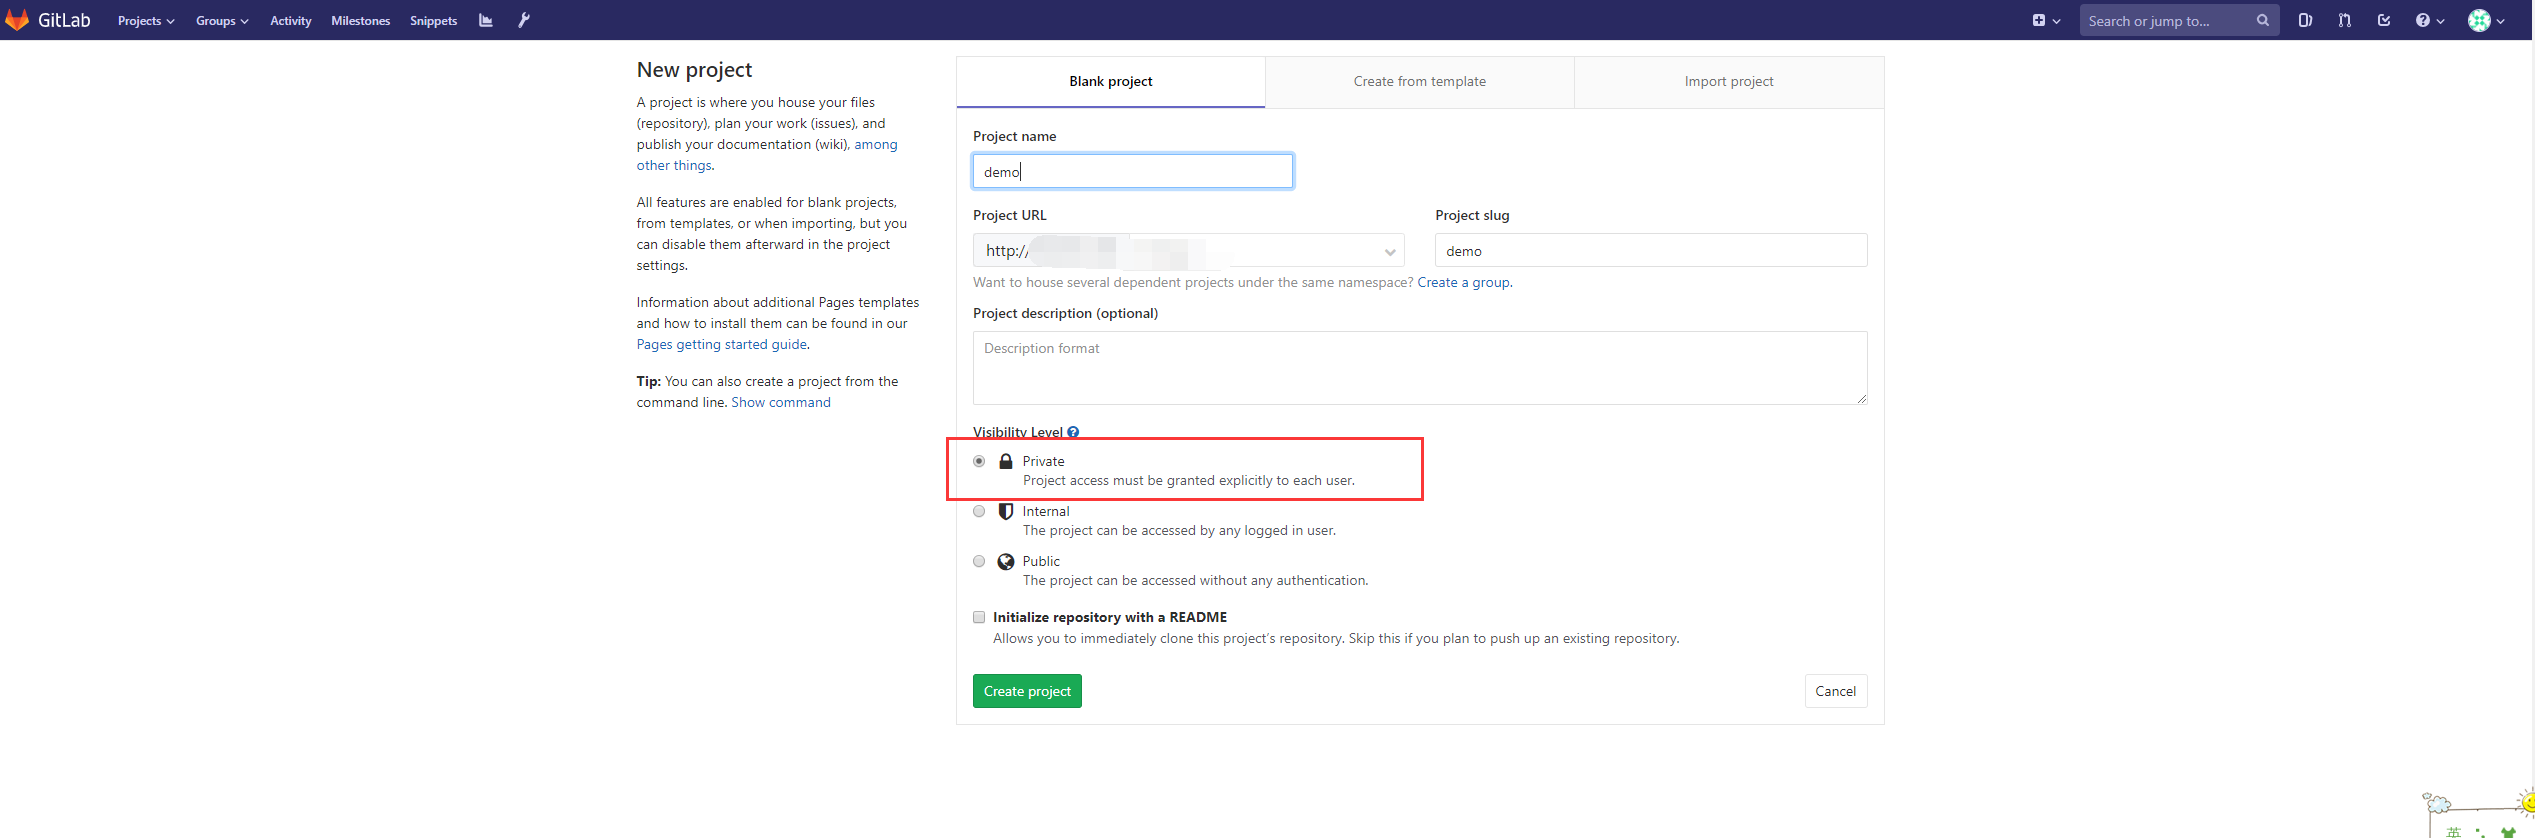 GitLab Projects Groups Activity Milestones Snippets Search or jump to...
New project
A project is where you house your files
(repository), plan your work (issues), and
publish your documentation (wiki), among
other things.
All features are enabled for blank projects,
from templates, or when importing, but you
can disable them afterward in the project
settings.
Information about additional Pages templates
and how to install them can be found in our
Pages getting started guide.
Tip: You can also create a project from the
command line. Show command
Blank project Create from template Import project
Project name
demo
Project URL Project slug
http:// demo
Want to house several dependent projects under the same namespace? Create a group.
Project description (optional)
Description format
Visibility Level
Private
Project access must be granted explicitly to each user.
Internal
The project can be accessed by any logged in user.
Public
The project can be accessed without any authentication.
Initialize repository with a README
Allows you to immediately clone this project's repository. Skip this if you plan to push up an existing repository.
Create project Cancel
英